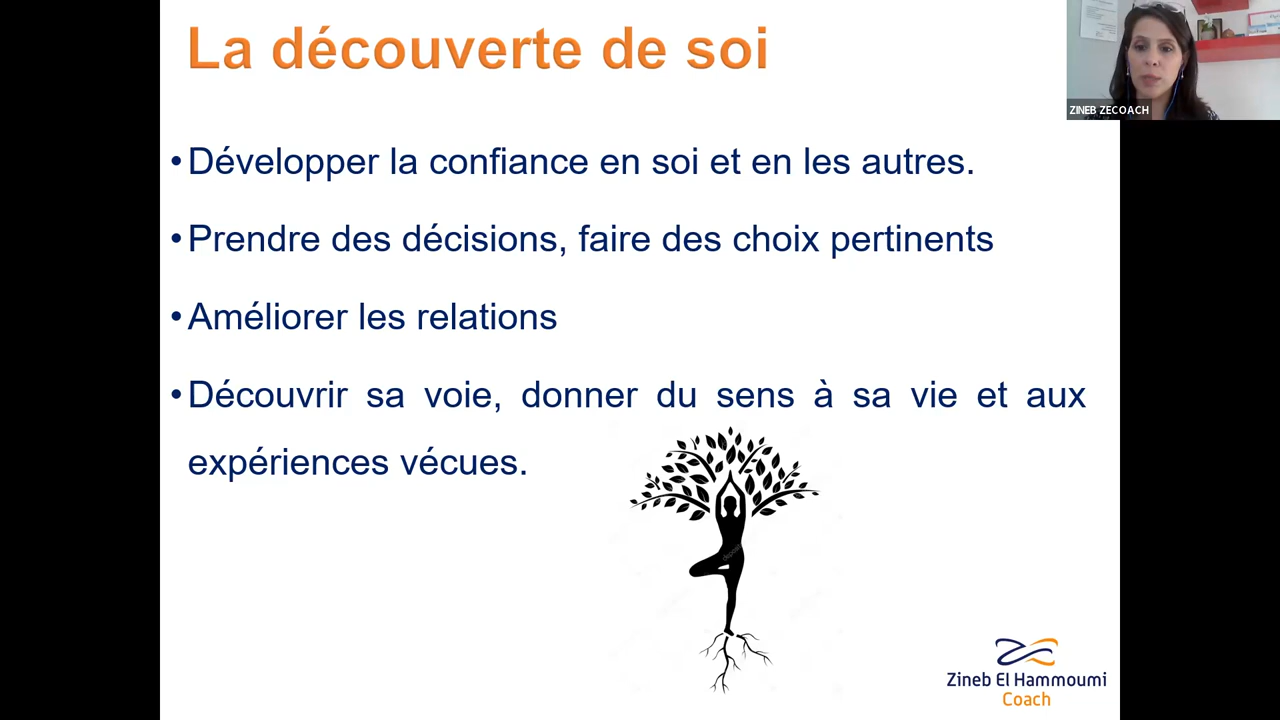 La découverte de soi
ZINEB ZECOACH
•Développer la confiance en soi et en les autres.
•Prendre des décisions, faire des choix pertinents
•Améliorer les relations
•Découvrir sa voie, donner du sens à sa vie et aux
expériences vécues.
Zineb El Hammoumi
Coach